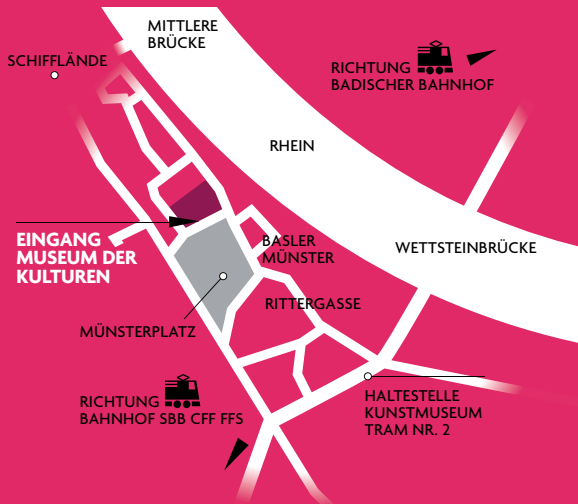 MITTLERE
BRÜCKE
SCHIFFLÄNDE
RICHTUNG
BADISCHER BAHNHOF
RHEIN
EINGANG
MUSEUM DER
KULTUREN
BASLER
MÜNSTER
WETTSTEINBRÜCKE
RITTERGASSE
MÜNSTERPLATZ
RICHTUNG
BAHNHOF SBB CFF FFS
HALTESTELLE
KUNSTMUSEUM
TRAM NR. 2